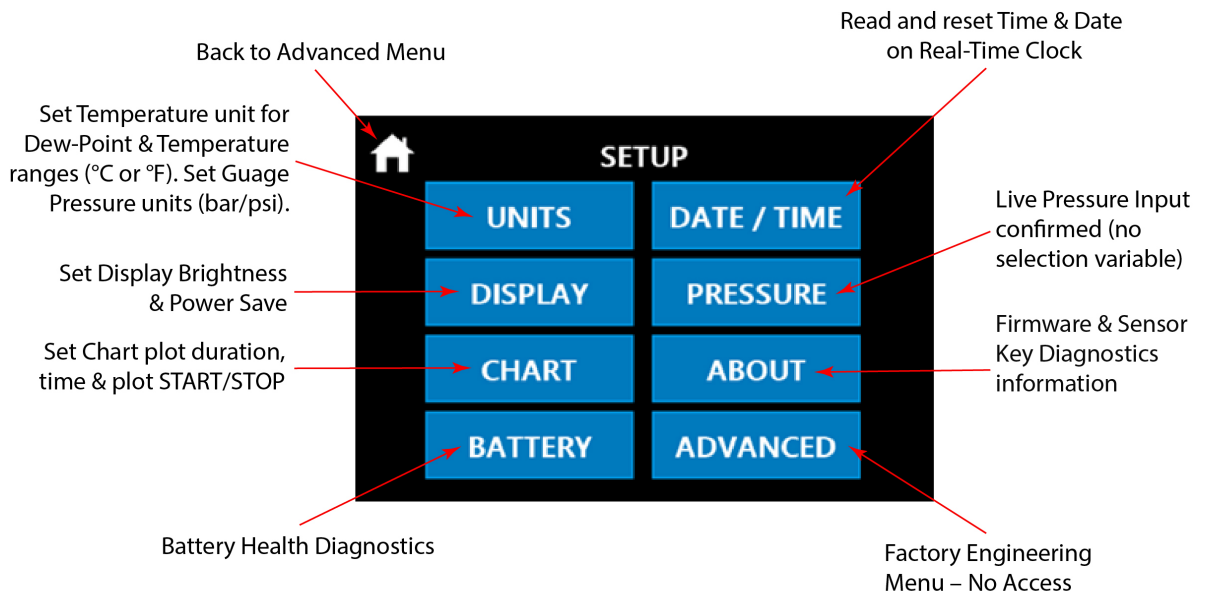 Read and reset Time & Date
on Real-Time Clock
Back to Advanced Menu
Set Temperature unit for
Dew-Point & Temperature
ranges (°C or °F). Set Guage
Pressure units (bar/psi).
SETUP
UNITS
DATE / TIME
Live Pressure Input
confirmed (no
selection variable)
Set Display Brightness
& Power Save
DISPLAY
PRESSURE
Firmware & Sensor
Key Diagnostics
information
Set Chart plot duration,
time & plot START/STOP
CHART
ABOUT
BATTERY
ADVANCED
Battery Health Diagnostics
Factory Engineering
Menu – No Access